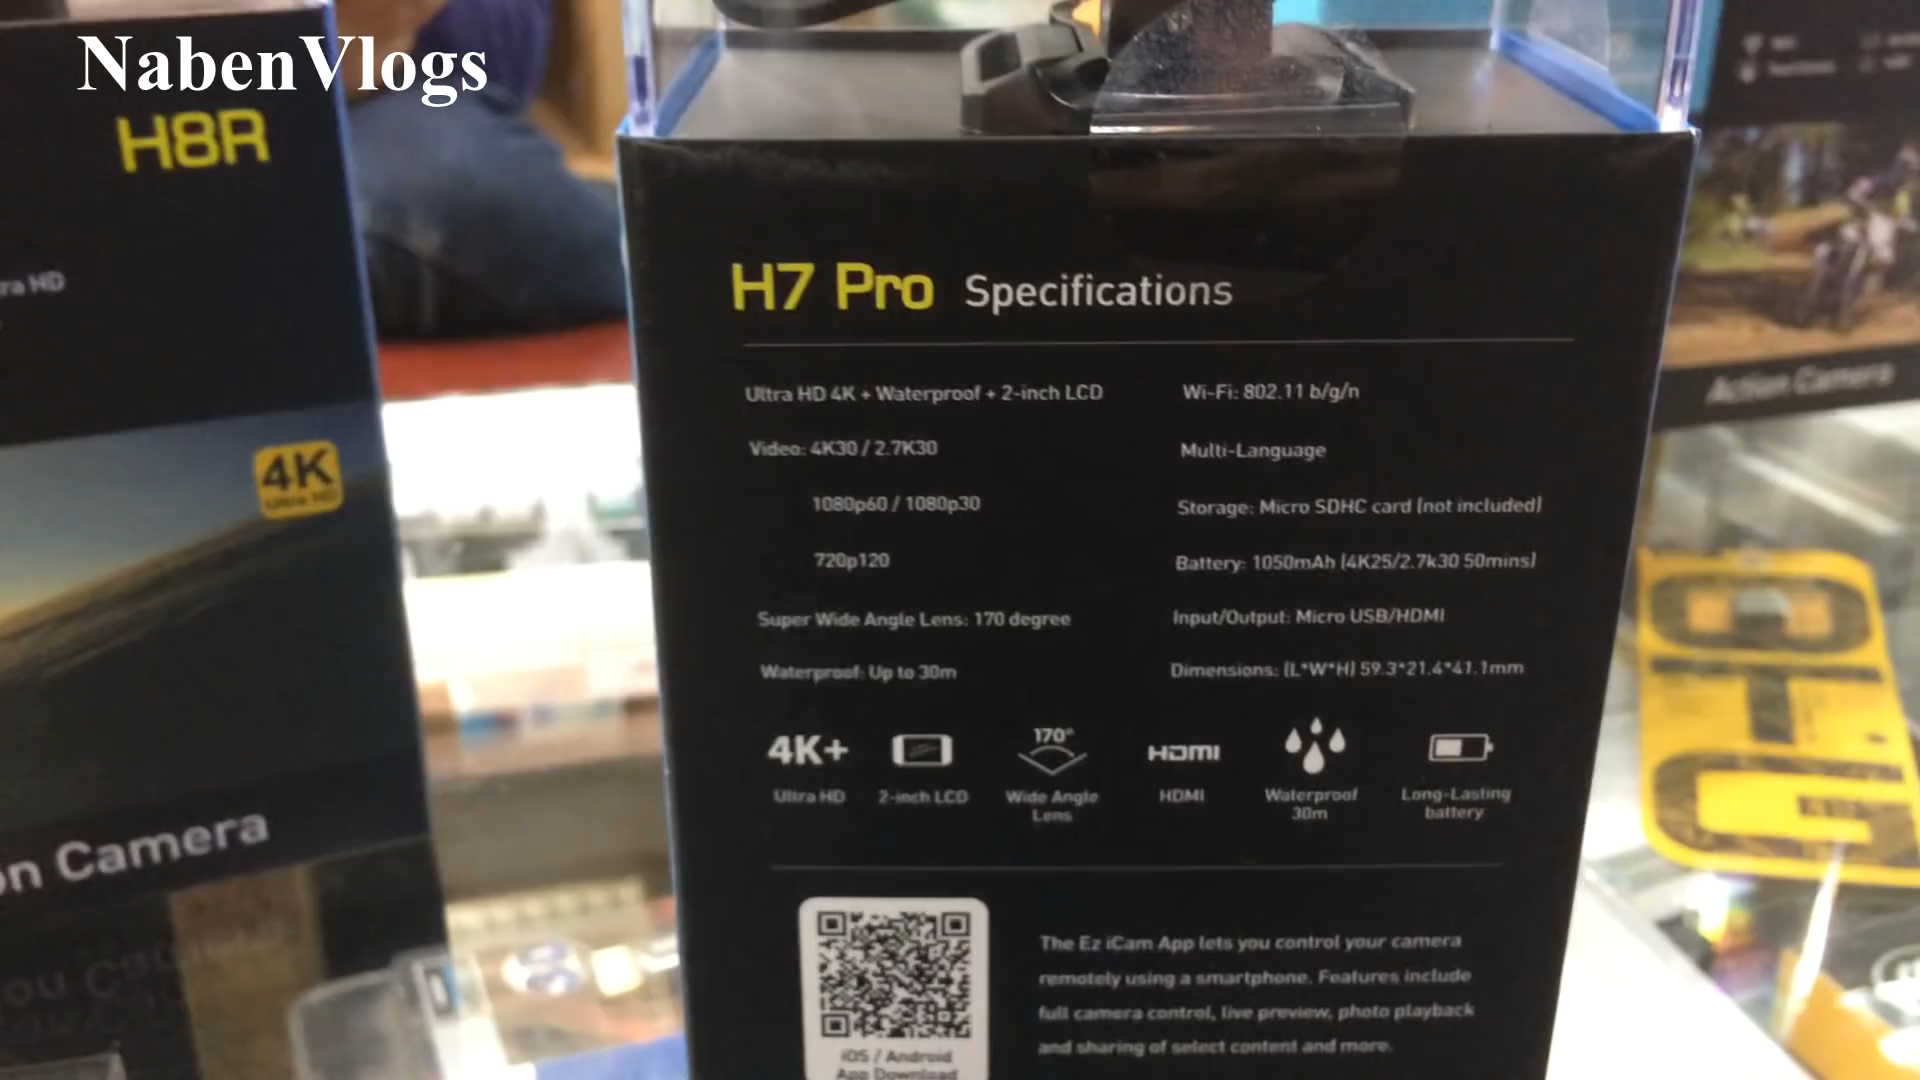 NabenVlogs
H8R
ra HD
4K
Ultra HD
on Camera
H7 Pro Specifications
Ultra HD 4K + Waterproof + 2-inch LCD
Video: 4K30 / 2.7K30
1080p60 / 1080p30
720p120
Super Wide Angle Lens: 170 degree
Waterproof: Up to 30m
Wi-Fi: 802.11 b/g/n
Multi-Language
Storage: Micro SDHC card (not included)
Battery: 1050mAh (4K25/2.7k30 50mins)
Input/Output: Micro USB/HDMI
Dimensions: (L*W*H) 59.3*21.4*41.1mm
4K+
Ultra HD
2-inch LCD
170°
Wide Angle
Lens
HDMI
HDMI
Waterproof
30m
Long-Lasting
battery
iOS / Android
App Download
The Ez iCam App lets you control your camera
remotely using a smartphone. Features include
full camera control, live preview, photo playback
and sharing of select content and more.
Action Camera